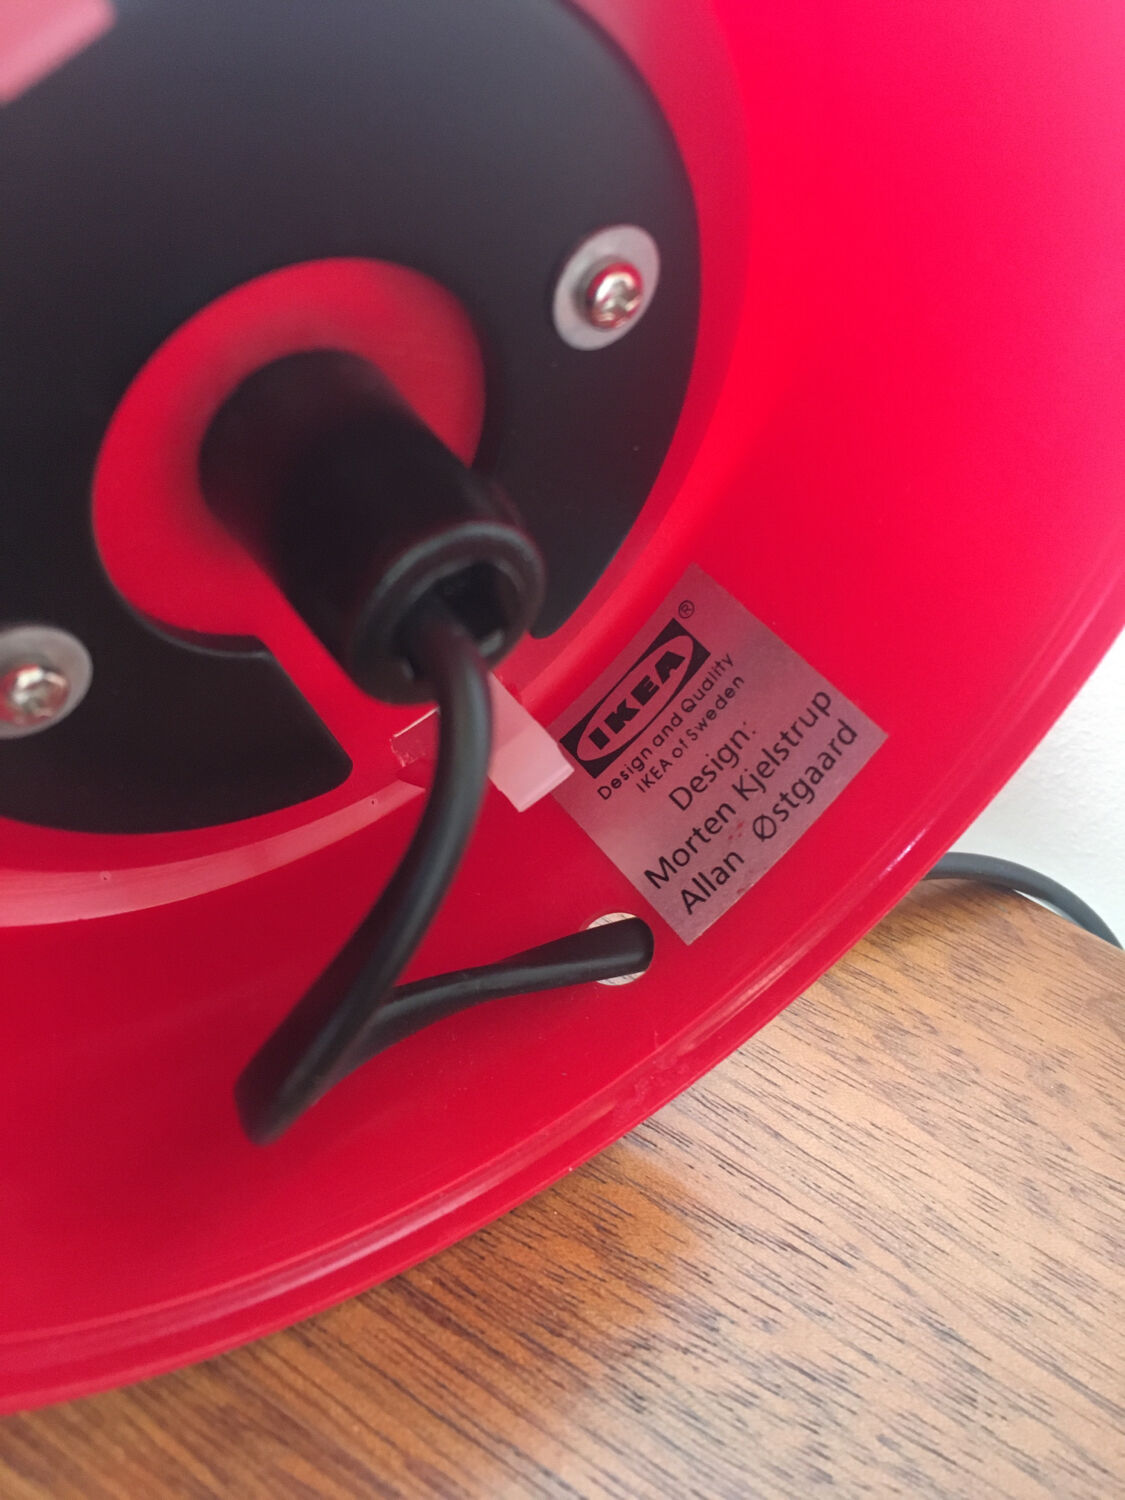 IKEA®
Design and Quality
IKEA of Sweden
Design:
Morten Kjelstrup
Allan Østgaard